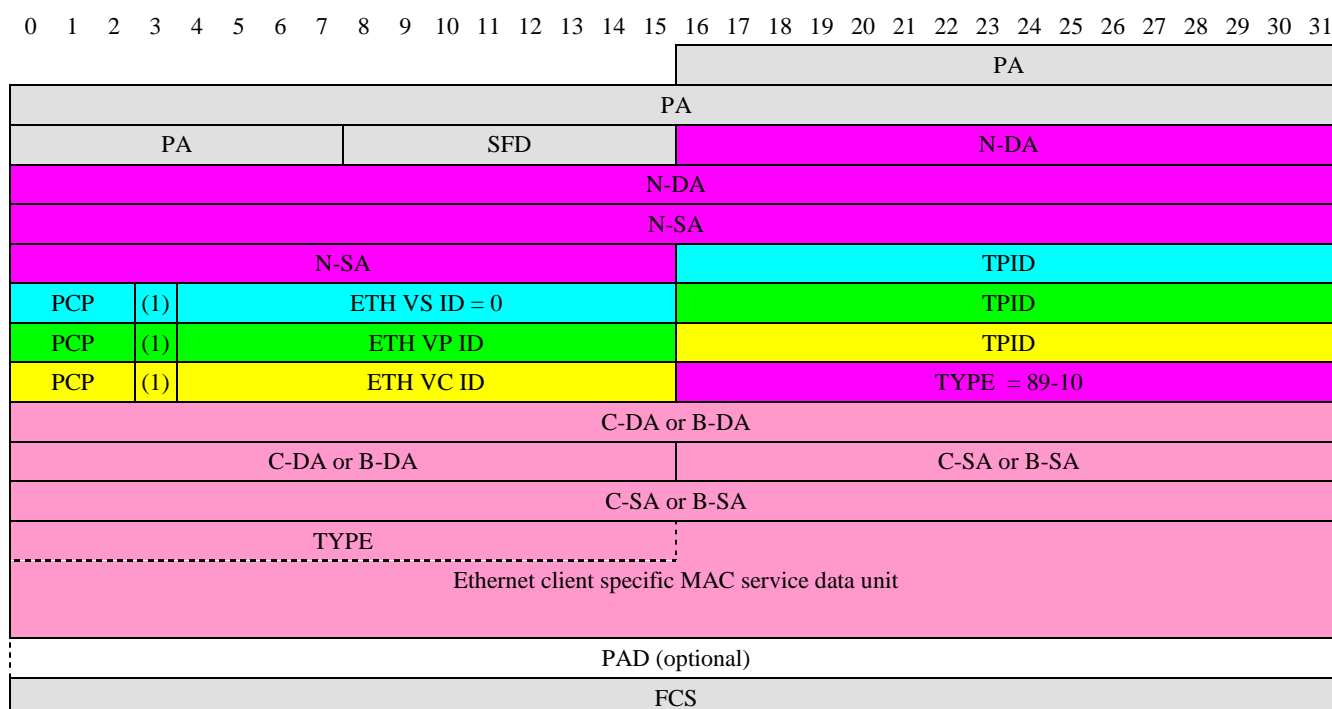 0 1 2 3 4 5 6 7 8 9 10 11 12 13 14 15 16 17 18 19 20 21 22 23 24 25 26 27 28 29 30 31
PA
PA
PA SFD N-DA
N-DA
N-SA
N-SA TPID
PCP (1) ETH VS ID = 0 TPID
PCP (1) ETH VP ID TPID
PCP (1) ETH VC ID TYPE = 89-10
C-DA or B-DA
C-DA or B-DA C-SA or B-SA
C-SA or B-SA
TYPE
Ethernet client specific MAC service data unit
PAD (optional)
FCS